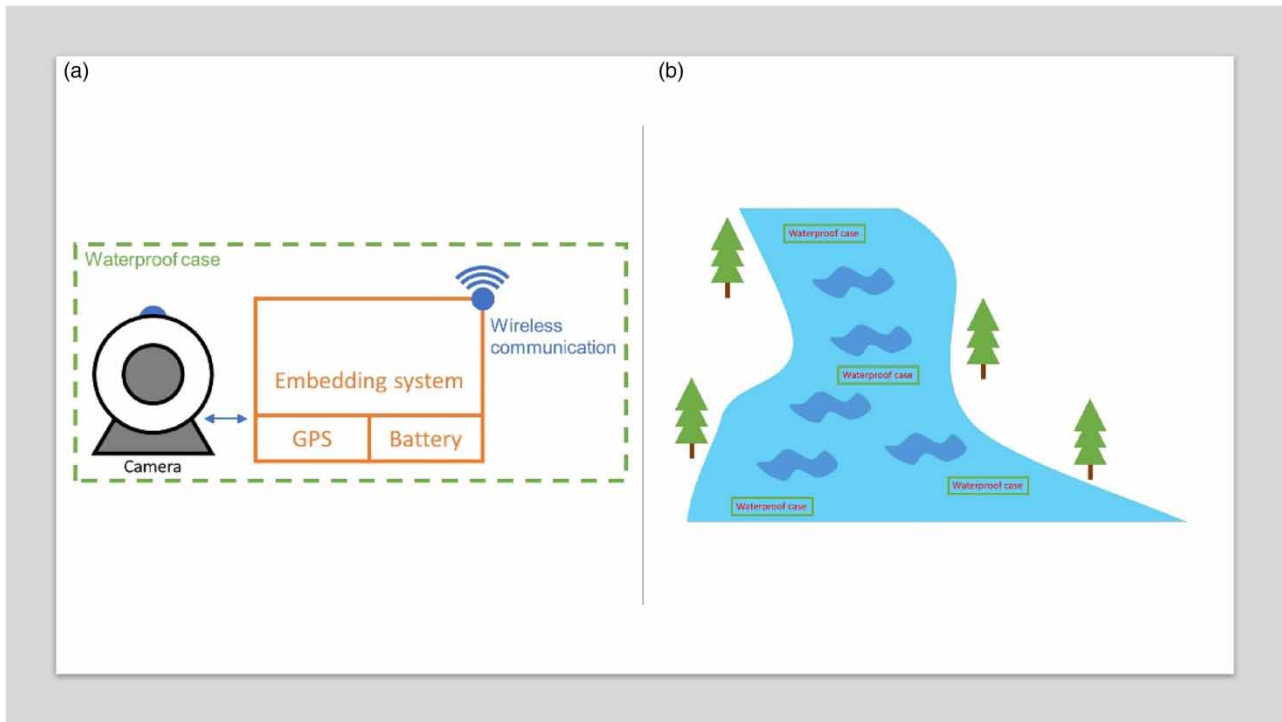 (a)
(b)
Waterproof case
Wireless
communication
Embedding system
GPS
Battery
Camera
Waterproof case
Waterproof case
Waterproof case
Waterproof case